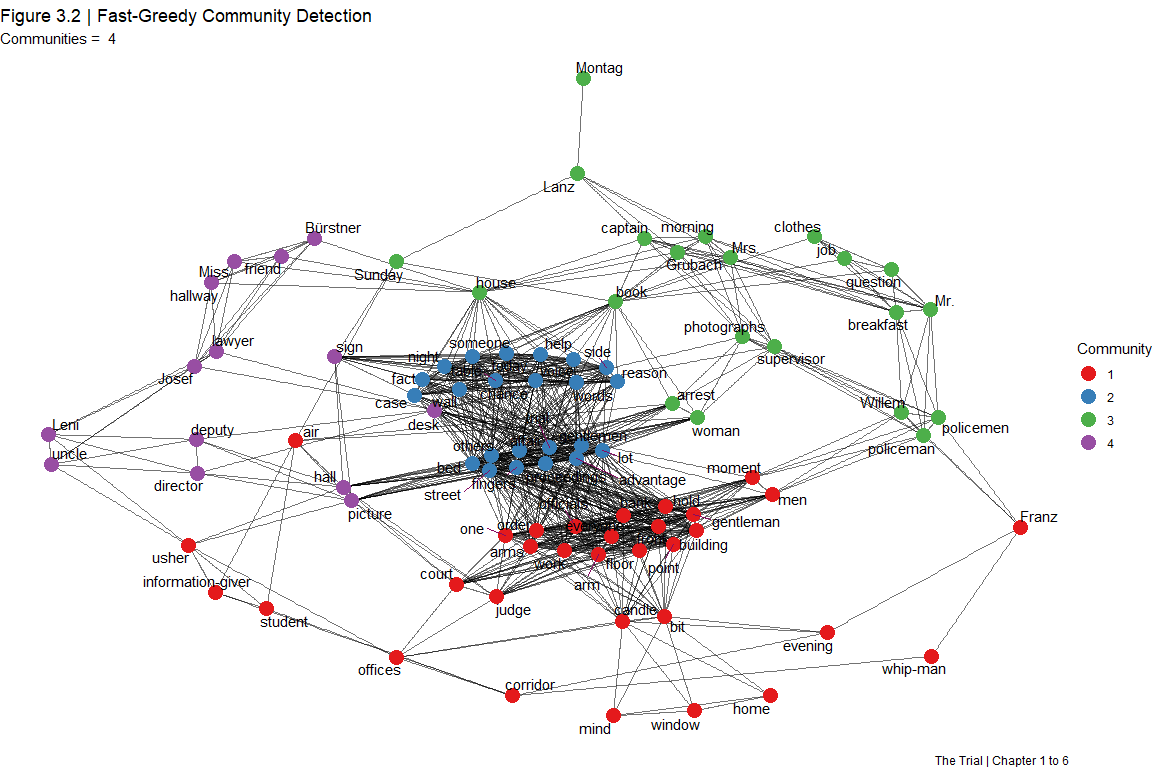 Figure 3.2 | Fast-Greedy Community Detection
Communities = 4
Montag
Lanz
Bürstner
captain
morning
clothes
Mrs.
job
Miss
friend
Sunday
Grubach
hallway
house
book
question
Mr.
photographs
breakfast
lawyer
sign
someone
help
side
supervisor
Community
night
1
Josef
fact
reason
2
case
wall
chance
words
arrest
Willem
3
desk
woman
policemen
4
Leni
deputy
air
others
gentlemen
policeman
uncle
bed
lot
moment
director
hall
fingers
proceedings
advantage
street
officials
hold
men
picture
one
order
gentleman
Franz
usher
arms
work
floor
building
court
arm
point
information-giver
judge
candle
bit
student
evening
offices
whip-man
corridor
home
mind
window
The Trial | Chapter 1 to 6